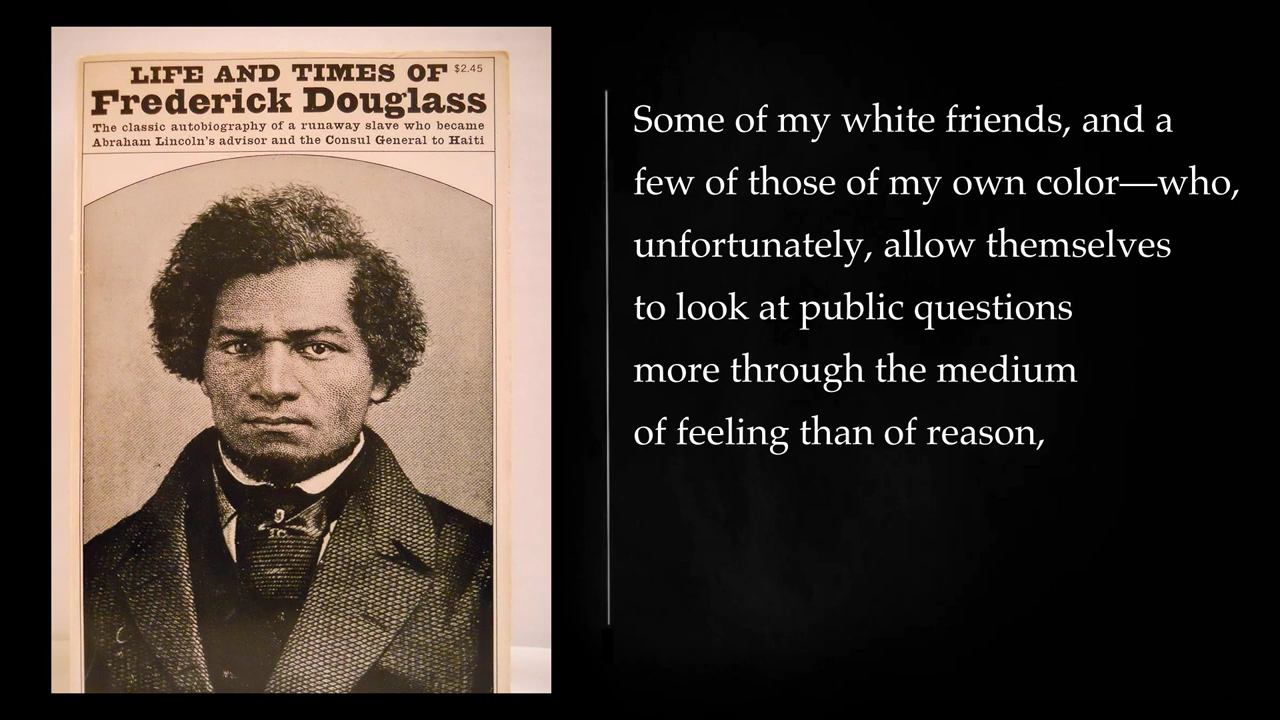 LIFE AND TIMES OF $2.45
Frederick Douglass
The classic autobiography of a runaway slave who became
Abraham Lincoln's advisor and the Consul General to Haiti
Some of my white friends, and a
few of those of my own color—who,
unfortunately, allow themselves
to look at public questions
more through the medium
of feeling than of reason,